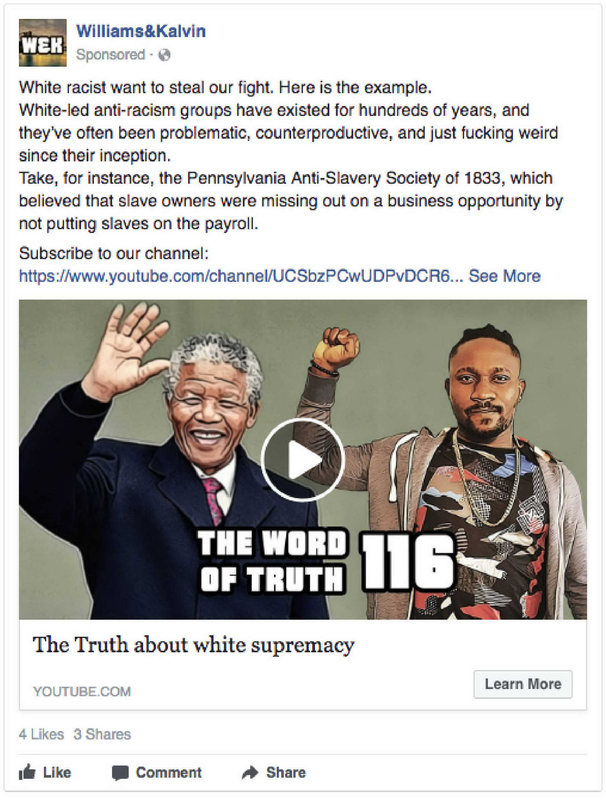 WEK
Williams&Kalvin
Sponsored ·
White racist want to steal our fight. Here is the example.
White-led anti-racism groups have existed for hundreds of years, and
they've often been problematic, counterproductive, and just fucking weird
since their inception.
Take, for instance, the Pennsylvania Anti-Slavery Society of 1833, which
believed that slave owners were missing out on a business opportunity by
not putting slaves on the payroll.
Subscribe to our channel:
https://www.youtube.com/channel/UCSbzPCwUDPvDCR6... See More
THE WORD
OF TRUTH 116
The Truth about white supremacy
YOUTUBE.COM
Learn More
4 Likes 3 Shares
Like Comment Share